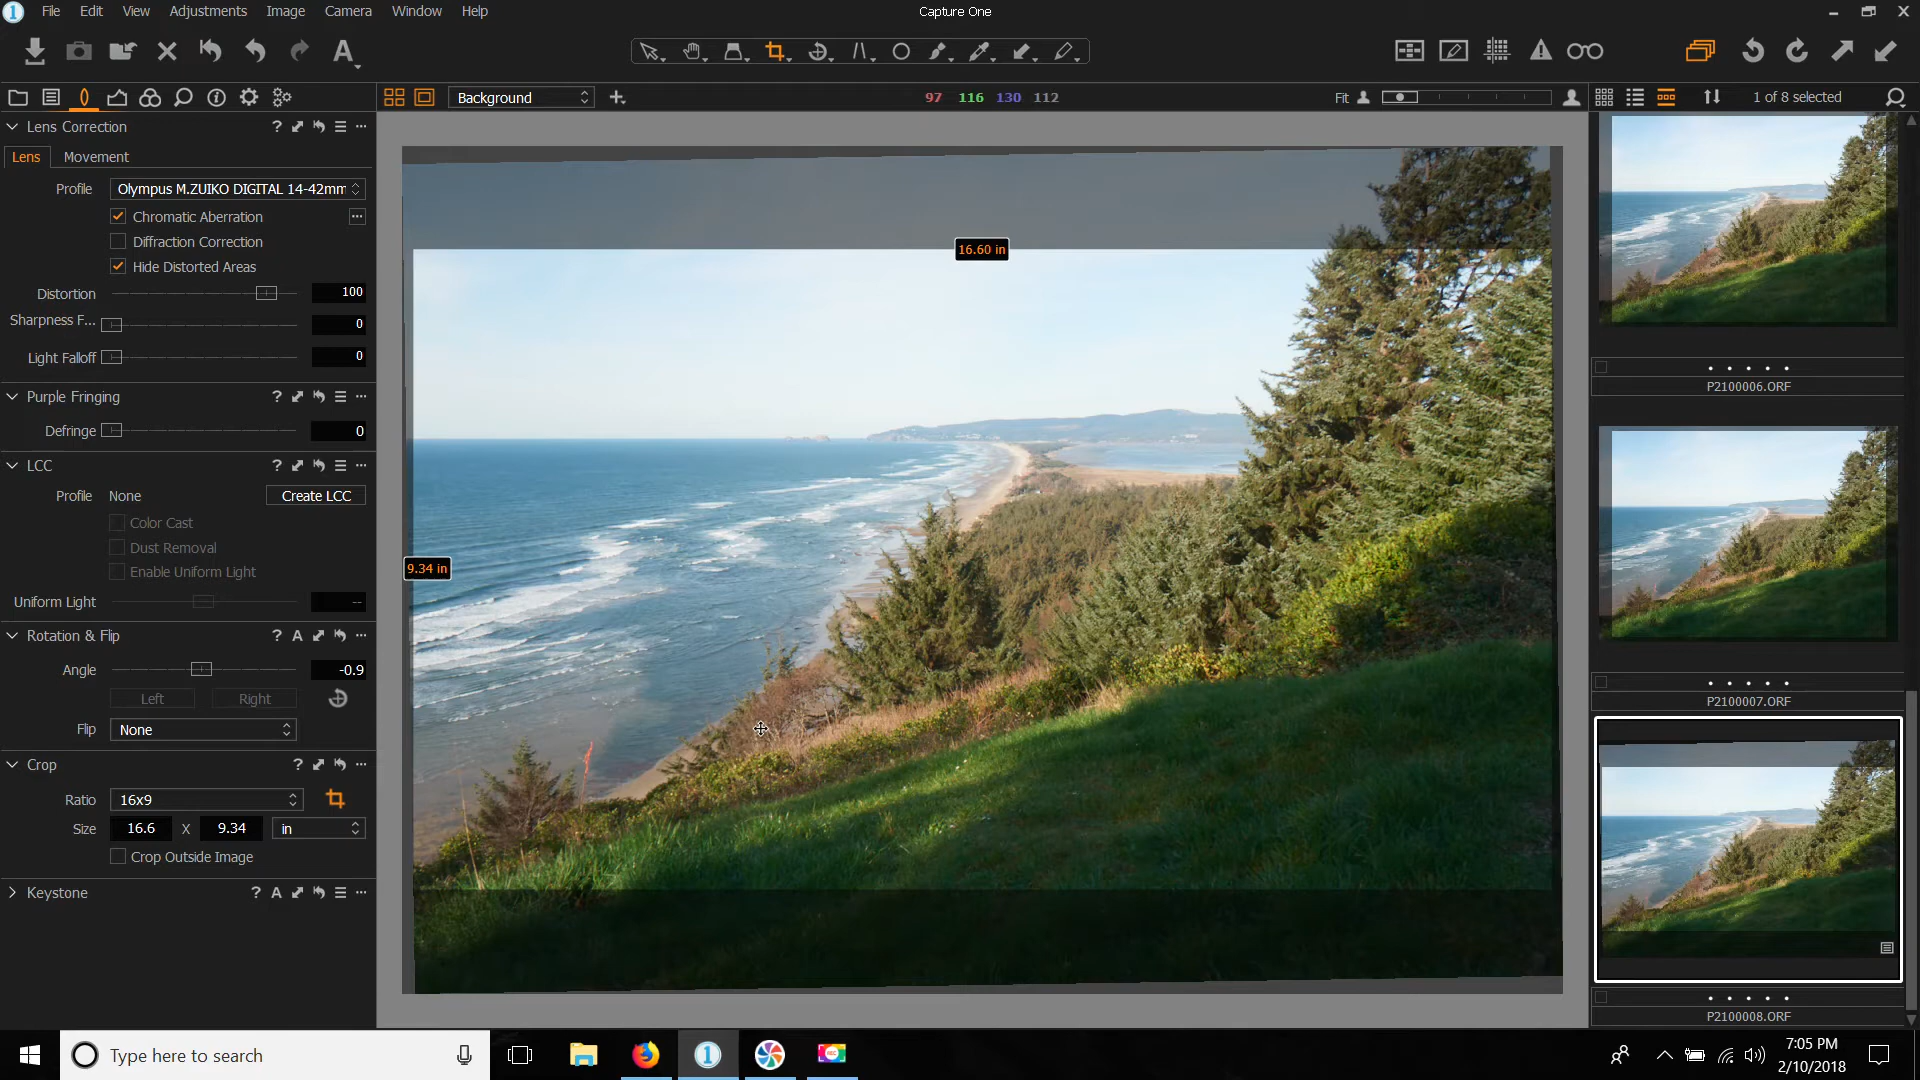 File Edit View Adjustments Image Camera Window Help
Capture One
Background
97 116 130 112
Fit
1 of 8 selected
Lens Correction
Lens Movement
Profile Olympus M.ZUIKO DIGITAL 14-42mm
Chromatic Aberration
Diffraction Correction
Hide Distorted Areas
Distortion 100
Sharpness F... 0
Light Falloff 0
Purple Fringing
Defringe 0
LCC
Profile None Create LCC
Color Cast
Dust Removal
Enable Uniform Light
Uniform Light --
Rotation & Flip
Angle -0.9
Left Right
Flip None
Crop
Ratio 16x9
Size 16.6 X 9.34 in
Crop Outside Image
Keystone
16.60 in
9.34 in
P2100006.ORF
P2100007.ORF
P2100008.ORF
Type here to search
7:05 PM
2/10/2018